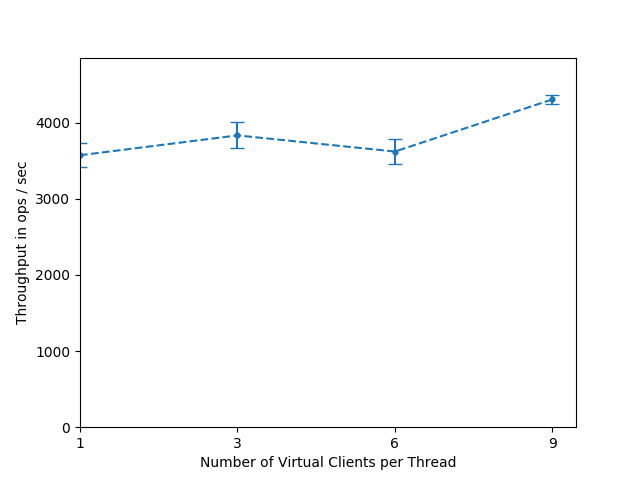 Throughput in ops / sec
4000
3000
2000
1000
0
1 3 6 9
Number of Virtual Clients per Thread